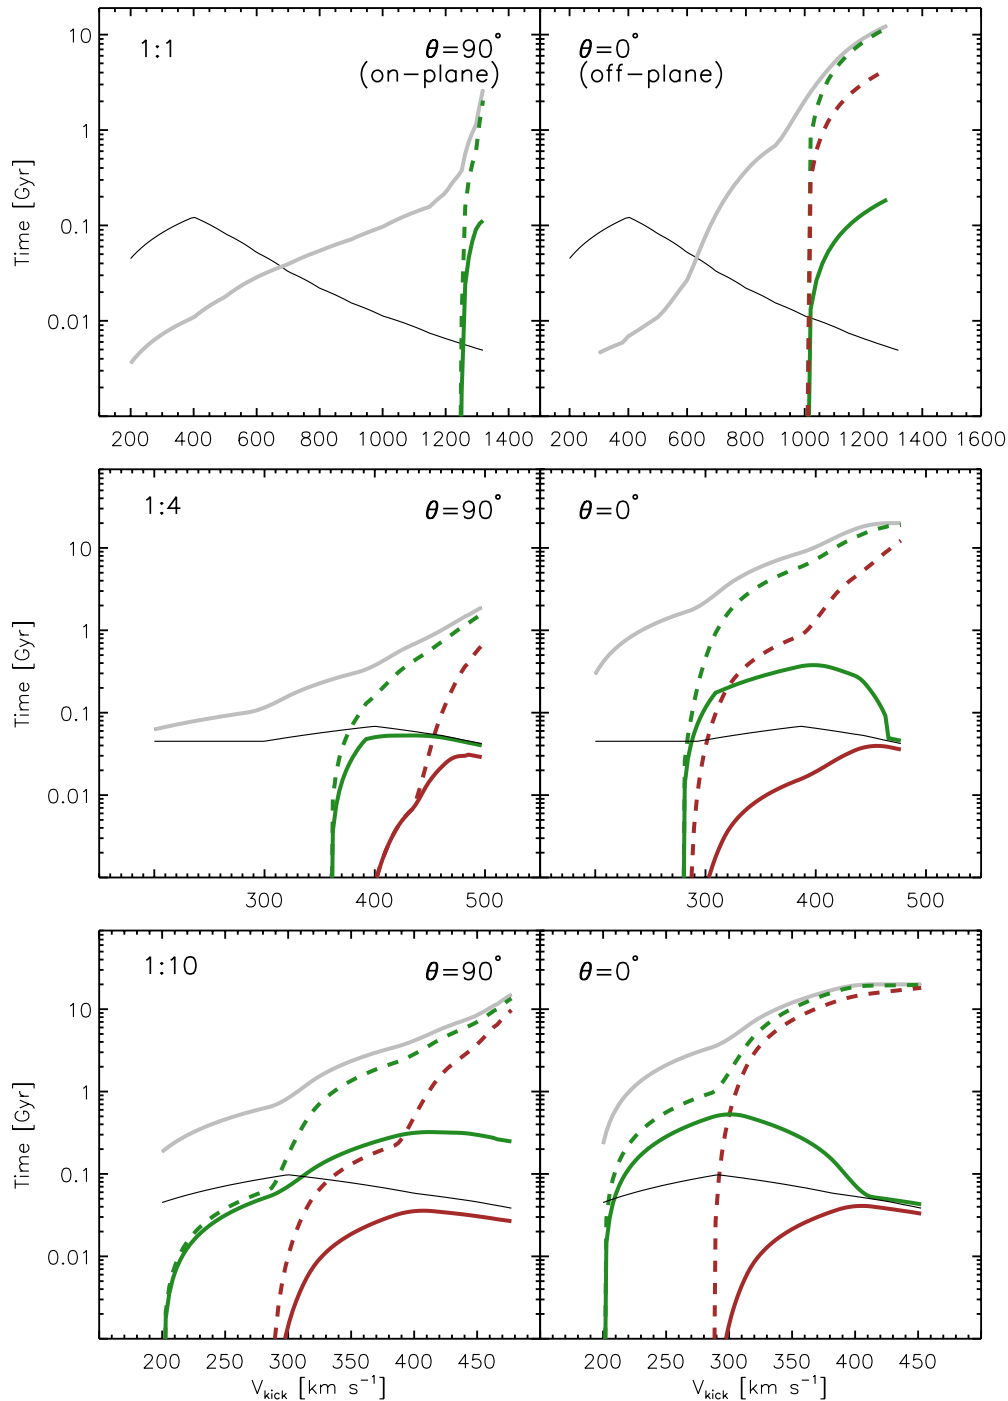 1:1 θ=90° θ=0°
(on-plane) (off-plane)
10
1
0.1
0.01
Time [Gyr]
200 400 600 800 1000 1200 1400 200 400 600 800 1000 1200 1400 1600
1:4 θ=90° θ=0°
10
1
0.1
0.01
Time [Gyr]
300 400 500 300 400 500
1:10 θ=90° θ=0°
10
1
0.1
0.01
Time [Gyr]
200 250 300 350 400 450 200 250 300 350 400 450
V_kick [km s⁻¹] V_kick [km s⁻¹]